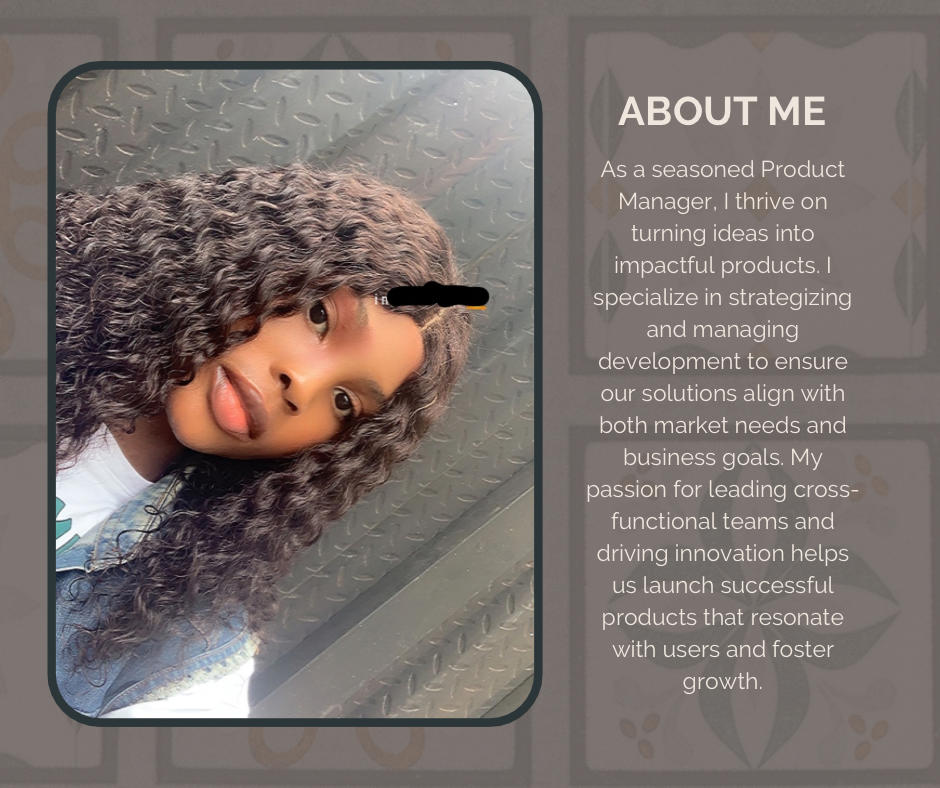 in
ABOUT ME
As a seasoned Product
Manager, I thrive on
turning ideas into
impactful products. I
specialize in strategizing
and managing
development to ensure
our solutions align with
both market needs and
business goals. My
passion for leading cross-
functional teams and
driving innovation helps
us launch successful
products that resonate
with users and foster
growth.